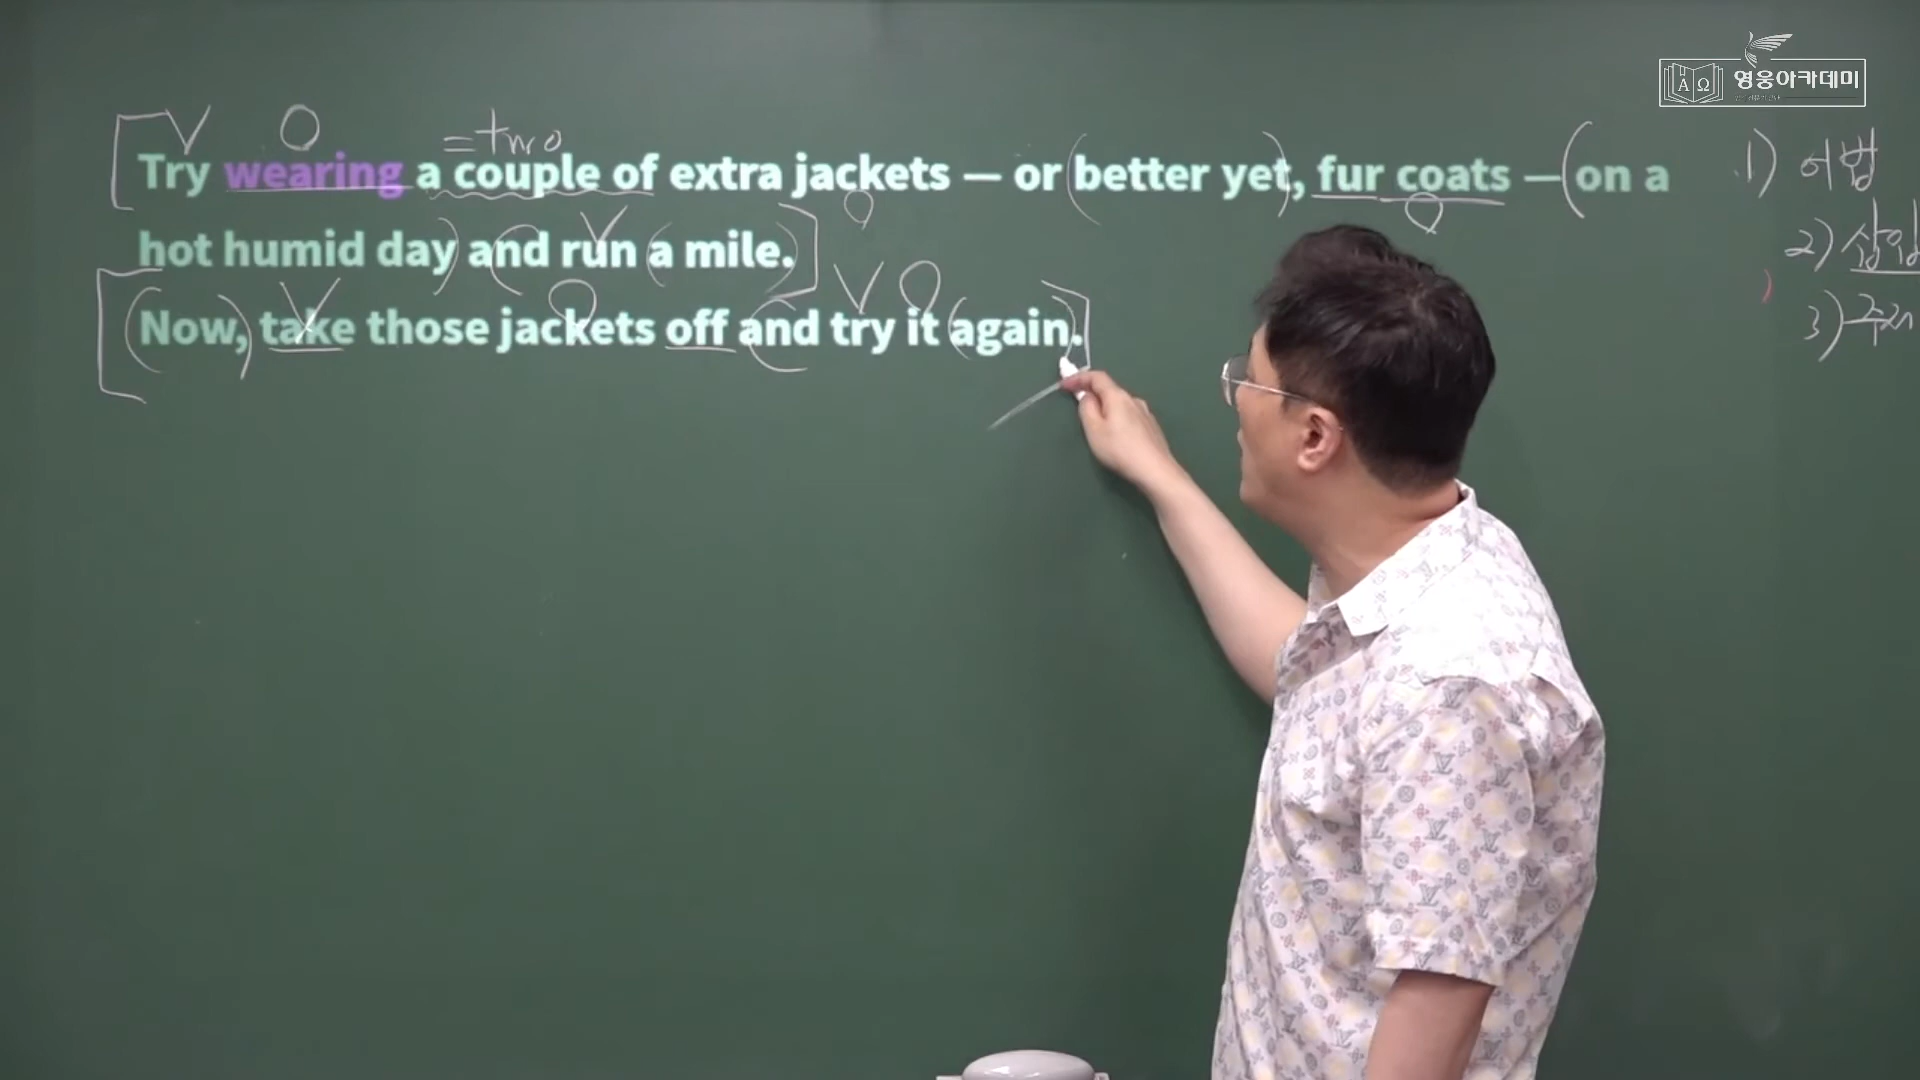 영웅아카데미
V O =two
Try wearing a couple of extra jackets — or better yet, fur coats — on a
O O
V
hot humid day and run a mile.
V O V O
Now, take those jackets off and try it again.
1) 어법
2) 삽입
3)